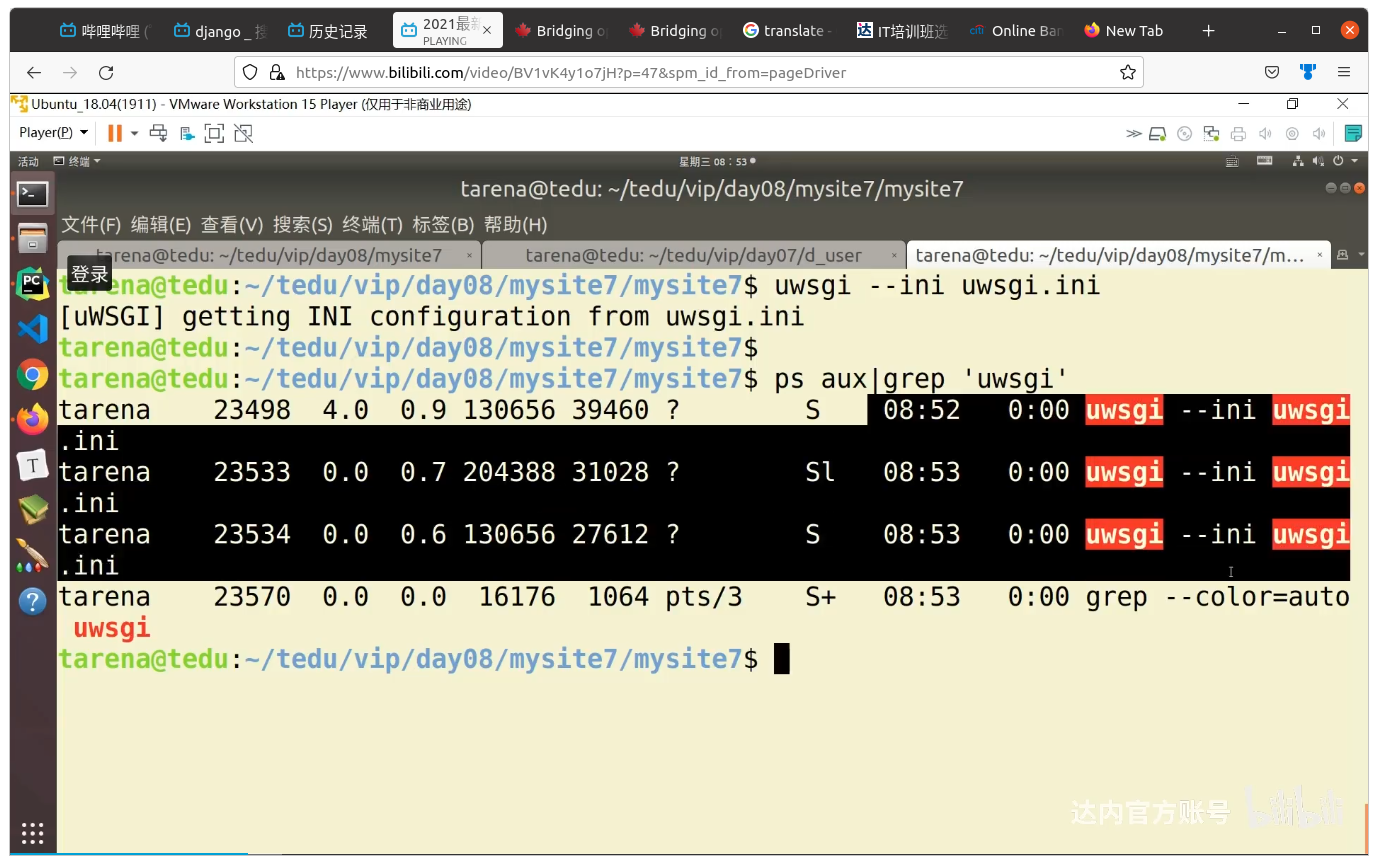 哔哩哔哩 (
django _ 搜
历史记录
2021最新
PLAYING
Bridging
Bridging
translate -
IT培训班选
Online Ban
New Tab
https://www.bilibili.com/video/BV1vK4y1o7jH?p=47&spm_id_from=pageDriver
Ubuntu_18.04(1911) - VMware Workstation 15 Player (仅用于非商业用途)
Player(P)
活动 终端 星期三 08：53
tarena@tedu: ~/tedu/vip/day08/mysite7/mysite7
文件(F) 编辑(E) 查看(V) 搜索(S) 终端(T) 标签(B) 帮助(H)
tarena@tedu: ~/tedu/vip/day08/mysite7 × tarena@tedu: ~/tedu/vip/day07/d_user × tarena@tedu: ~/tedu/vip/day08/mysite7/m... ×
登录
PC
T
tarena@tedu:~/tedu/vip/day08/mysite7/mysite7$ uwsgi --ini uwsgi.ini
[uWSGI] getting INI configuration from uwsgi.ini
tarena@tedu:~/tedu/vip/day08/mysite7/mysite7$
tarena@tedu:~/tedu/vip/day08/mysite7/mysite7$ ps aux|grep 'uwsgi'
tarena 23498 4.0 0.9 130656 39460 ? S 08:52 0:00 uwsgi --ini uwsgi
.ini
tarena 23533 0.0 0.7 204388 31028 ? Sl 08:53 0:00 uwsgi --ini uwsgi
.ini
tarena 23534 0.0 0.6 130656 27612 ? S 08:53 0:00 uwsgi --ini uwsgi
.ini
tarena 23570 0.0 0.0 16176 1064 pts/3 S+ 08:53 0:00 grep --color=auto
uwsgi
tarena@tedu:~/tedu/vip/day08/mysite7/mysite7$
达内官方账号 bilibili